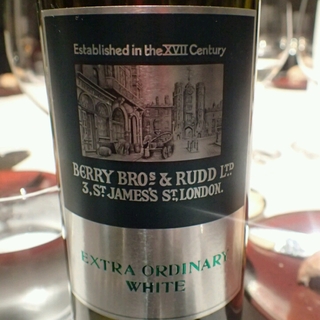 Established in the XVII Century
BERRY BROS & RUDD LTD
3, ST JAMES'S ST, LONDON.
EXTRA ORDINARY
WHITE